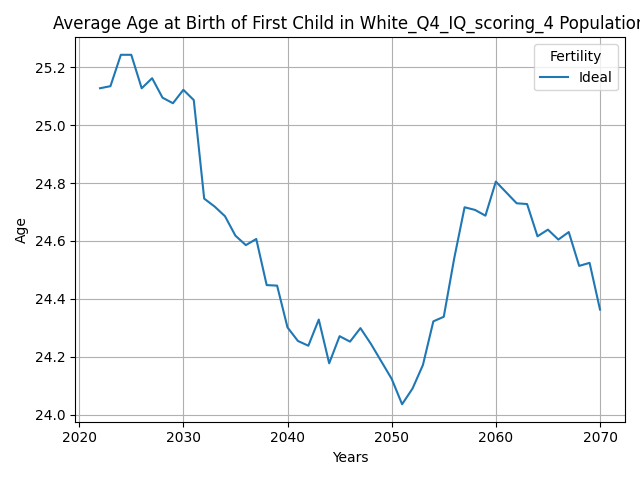 Average Age at Birth of First Child in White_Q4_IQ_scoring_4 Population
Fertility
Ideal
25.2
25.0
24.8
24.6
24.4
24.2
24.0
Age
2020 2030 2040 2050 2060 2070
Years